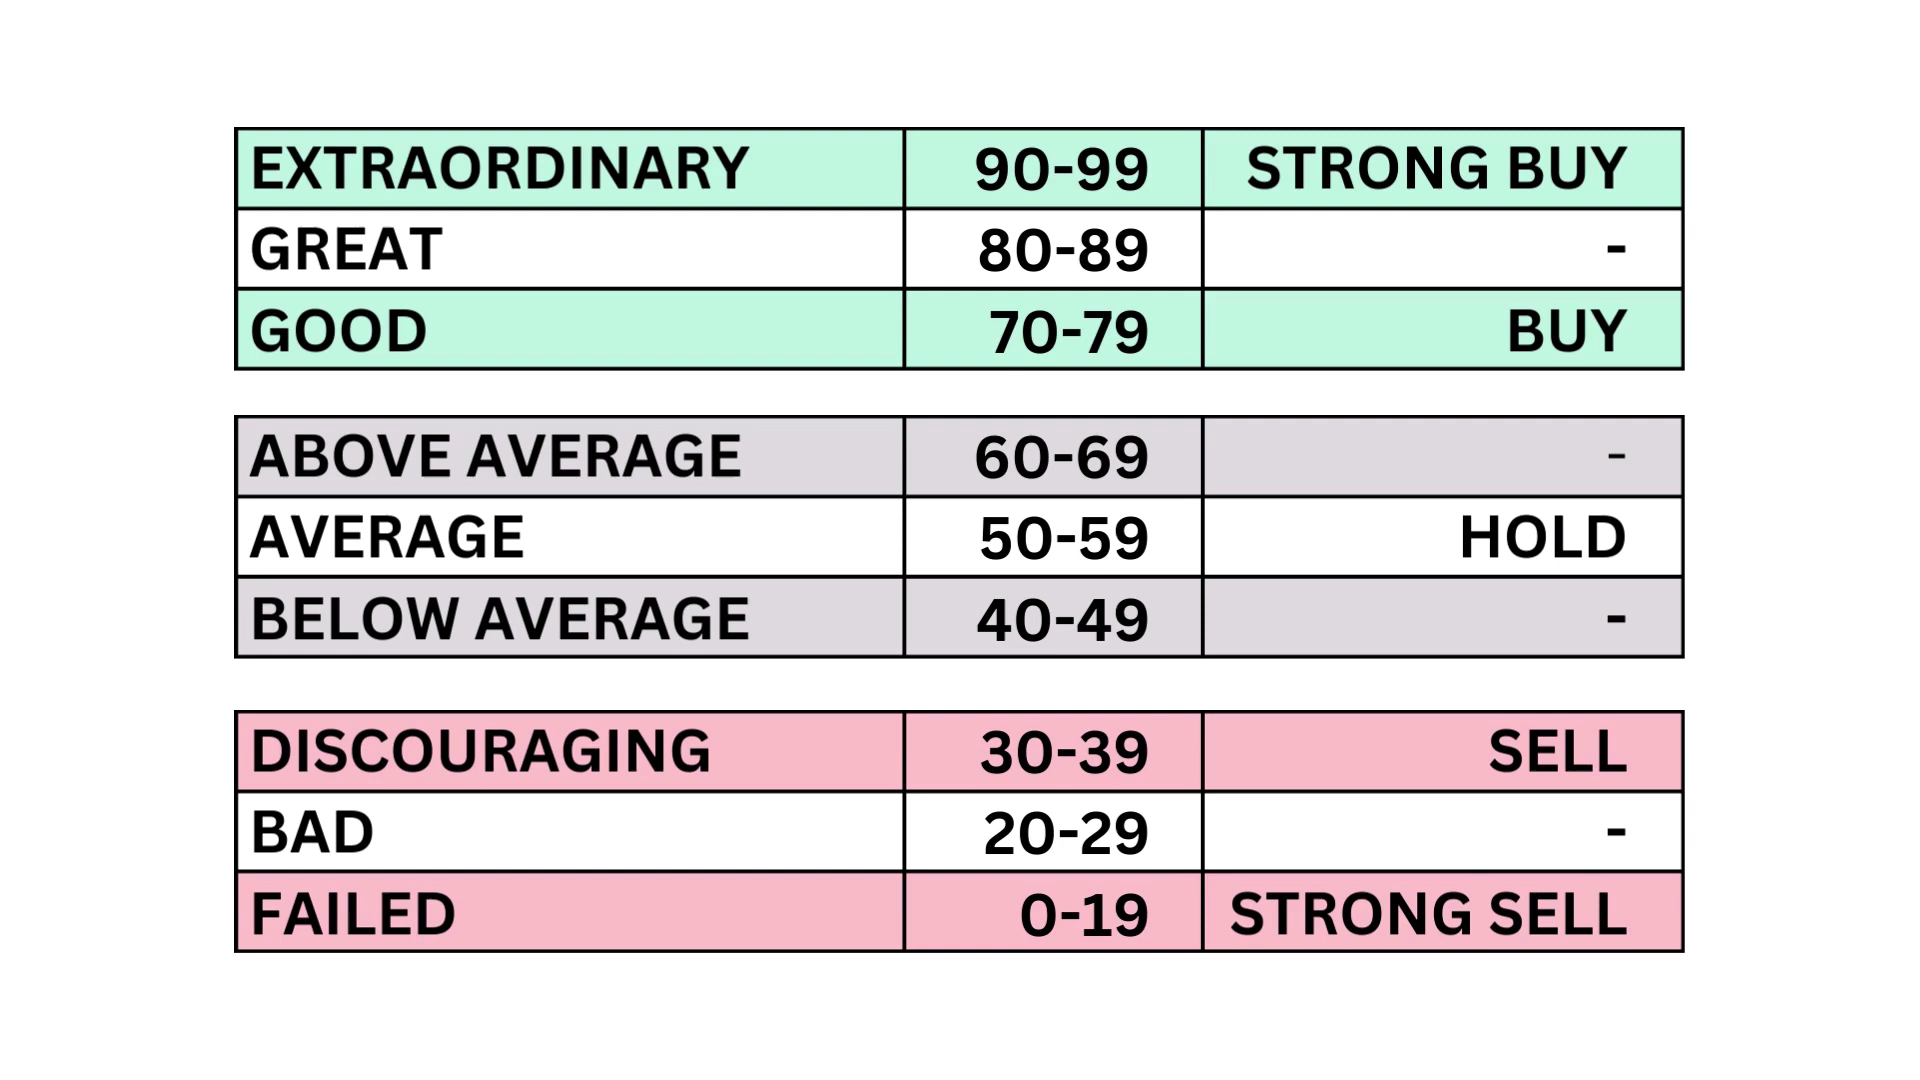 EXTRAORDINARY 90-99 STRONG BUY
GREAT 80-89 -
GOOD 70-79 BUY
ABOVE AVERAGE 60-69 -
AVERAGE 50-59 HOLD
BELOW AVERAGE 40-49 -
DISCOURAGING 30-39 SELL
BAD 20-29 -
FAILED 0-19 STRONG SELL